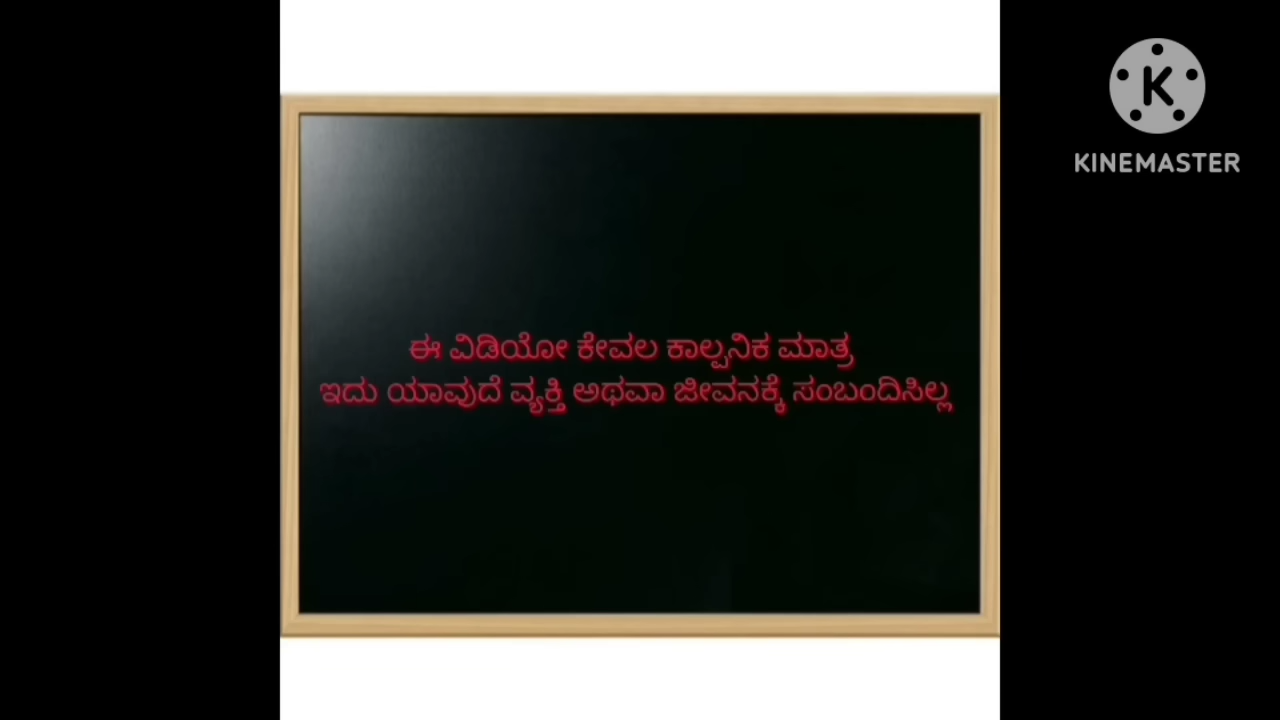 ಈ ವಿಡಿಯೋ ಕೇವಲ ಕಾಲ್ಪನಿಕ ಮಾತ್ರ
ಇದು ಯಾವುದೆ ವ್ಯಕ್ತಿ ಅಥವಾ ಜೀವನಕ್ಕೆ ಸಂಬಂದಿಸಿಲ್ಲ
K
KINEMASTER